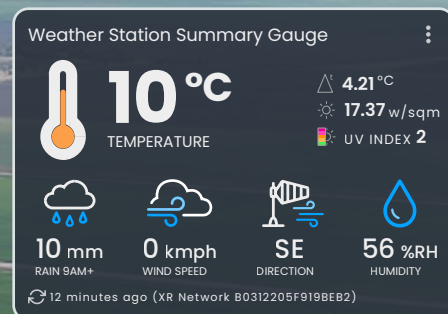 Weather Station Summary Gauge
10 °C
TEMPERATURE
4.21 °C
17.37 w/sqm
UV INDEX 2
10 mm
RAIN 9AM+
0 kmph
WIND SPEED
SE
DIRECTION
56 %RH
HUMIDITY
12 minutes ago (XR Network B0312205F919BEB2)